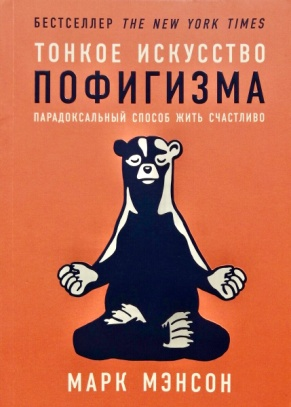 БЕСТСЕЛЛЕР THE NEW YORK TIMES
ТОНКОЕ ИСКУССТВО
ПОФИГИЗМА
ПАРАДОКСАЛЬНЫЙ СПОСОБ ЖИТЬ СЧАСТЛИВО
МАРК МЭНСОН